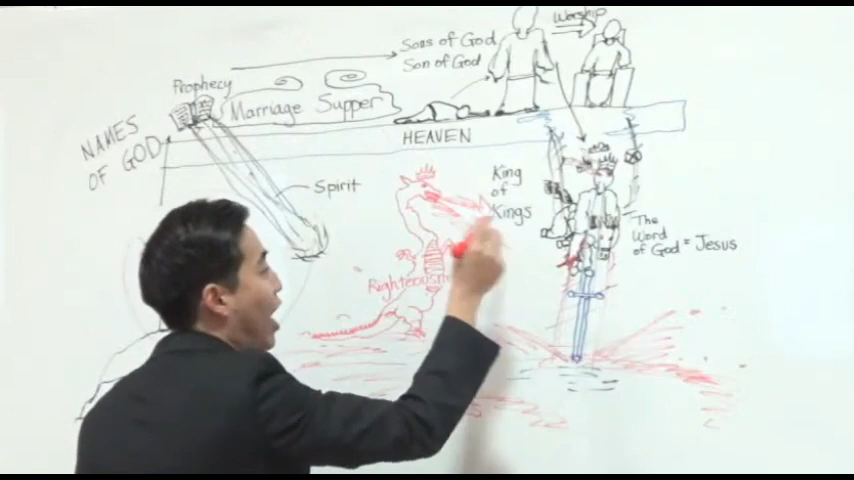 Worship
Sons of God
Son of God
Prophecy
Marriage Supper
NAMES
OF GOD
HEAVEN
Spirit
King
of
Kings
The
Word
of God = Jesus